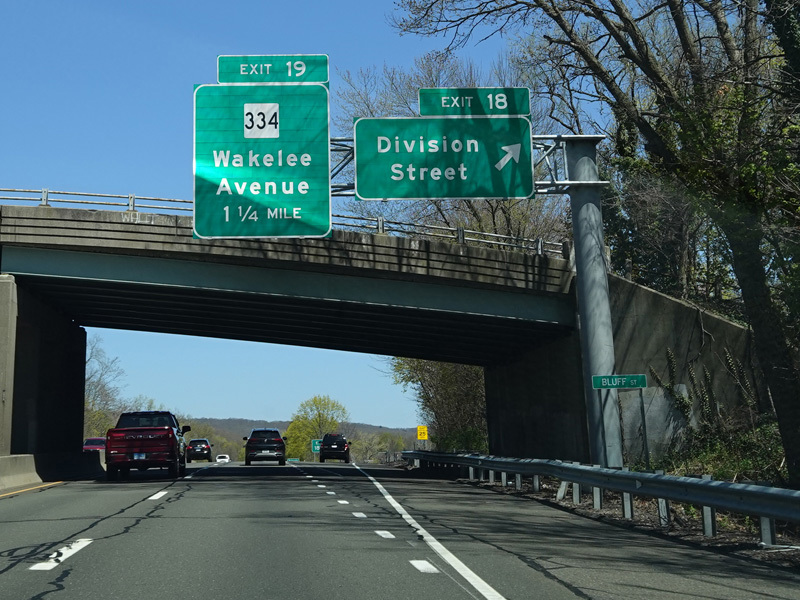 EXIT 19
334
Wakelee
Avenue
1 1/4 MILE
EXIT 18
Division
Street
BLUFF ST